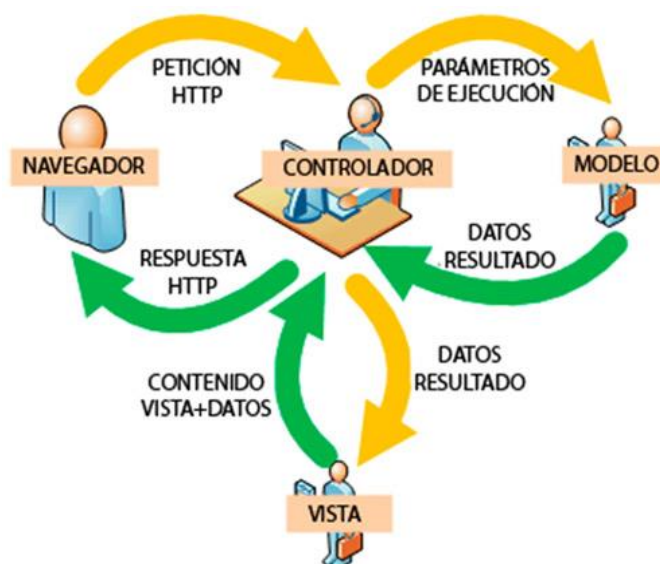 PETICIÓN
HTTP
PARÁMETROS
DE EJECUCIÓN
NAVEGADOR
CONTROLADOR
MODELO
RESPUESTA
HTTP
DATOS
RESULTADO
CONTENIDO
VISTA+DATOS
DATOS
RESULTADO
VISTA